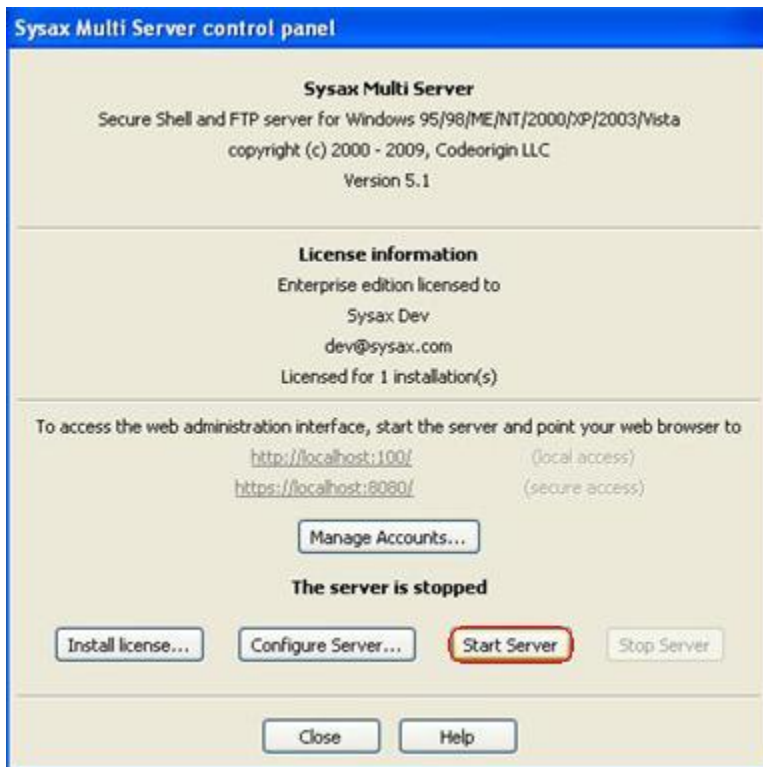 Sysax Multi Server control panel
Sysax Multi Server
Secure Shell and FTP server for Windows 95/98/ME/NT/2000/XP/2003/Vista
copyright (c) 2000 - 2009, Codeorigin LLC
Version 5.1
License information
Enterprise edition licensed to
Sysax Dev
dev@sysax.com
Licensed for 1 installation(s)
To access the web administration interface, start the server and point your web browser to
http://localhost:100/ (local access)
https://localhost:8080/ (secure access)
Manage Accounts...
The server is stopped
Install license... Configure Server... Start Server Stop Server
Close Help